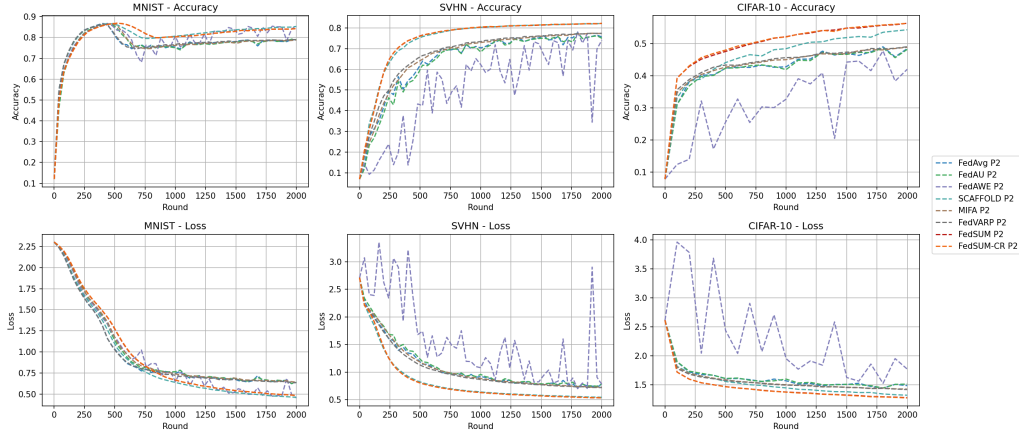 MNIST - Accuracy
0.9
0.8
0.7
0.6
0.5
0.4
0.3
0.2
0.1
Accuracy
0 250 500 750 1000 1250 1500 1750 2000
Round
SVHN - Accuracy
0.8
0.7
0.6
0.5
0.4
0.3
0.2
0.1
Accuracy
0 250 500 750 1000 1250 1500 1750 2000
Round
CIFAR-10 - Accuracy
0.5
0.4
0.3
0.2
0.1
Accuracy
0 250 500 750 1000 1250 1500 1750 2000
Round
FedAvg P2
FedAU P2
FedAWE P2
SCAFFOLD P2
MIFA P2
FedVARP P2
FedSUM P2
FedSUM-CR P2
MNIST - Loss
2.25
2.00
1.75
1.50
1.25
1.00
0.75
0.50
Loss
0 250 500 750 1000 1250 1500 1750 2000
Round
SVHN - Loss
3.0
2.5
2.0
1.5
1.0
0.5
Loss
0 250 500 750 1000 1250 1500 1750 2000
Round
CIFAR-10 - Loss
4.0
3.5
3.0
2.5
2.0
1.5
Loss
0 250 500 750 1000 1250 1500 1750 2000
Round